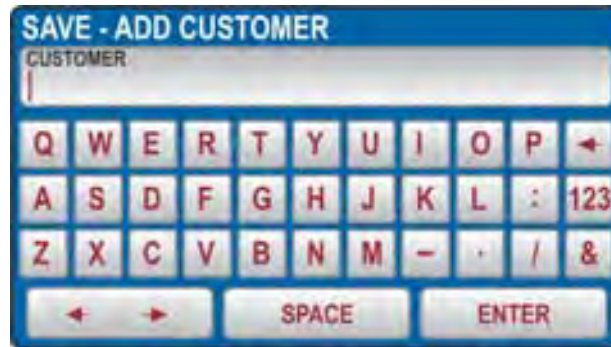 SAVE - ADD CUSTOMER
CUSTOMER
Q W E R T Y U I O P ←
A S D F G H J K L : 123
Z X C V B N M - . / &
← → SPACE ENTER